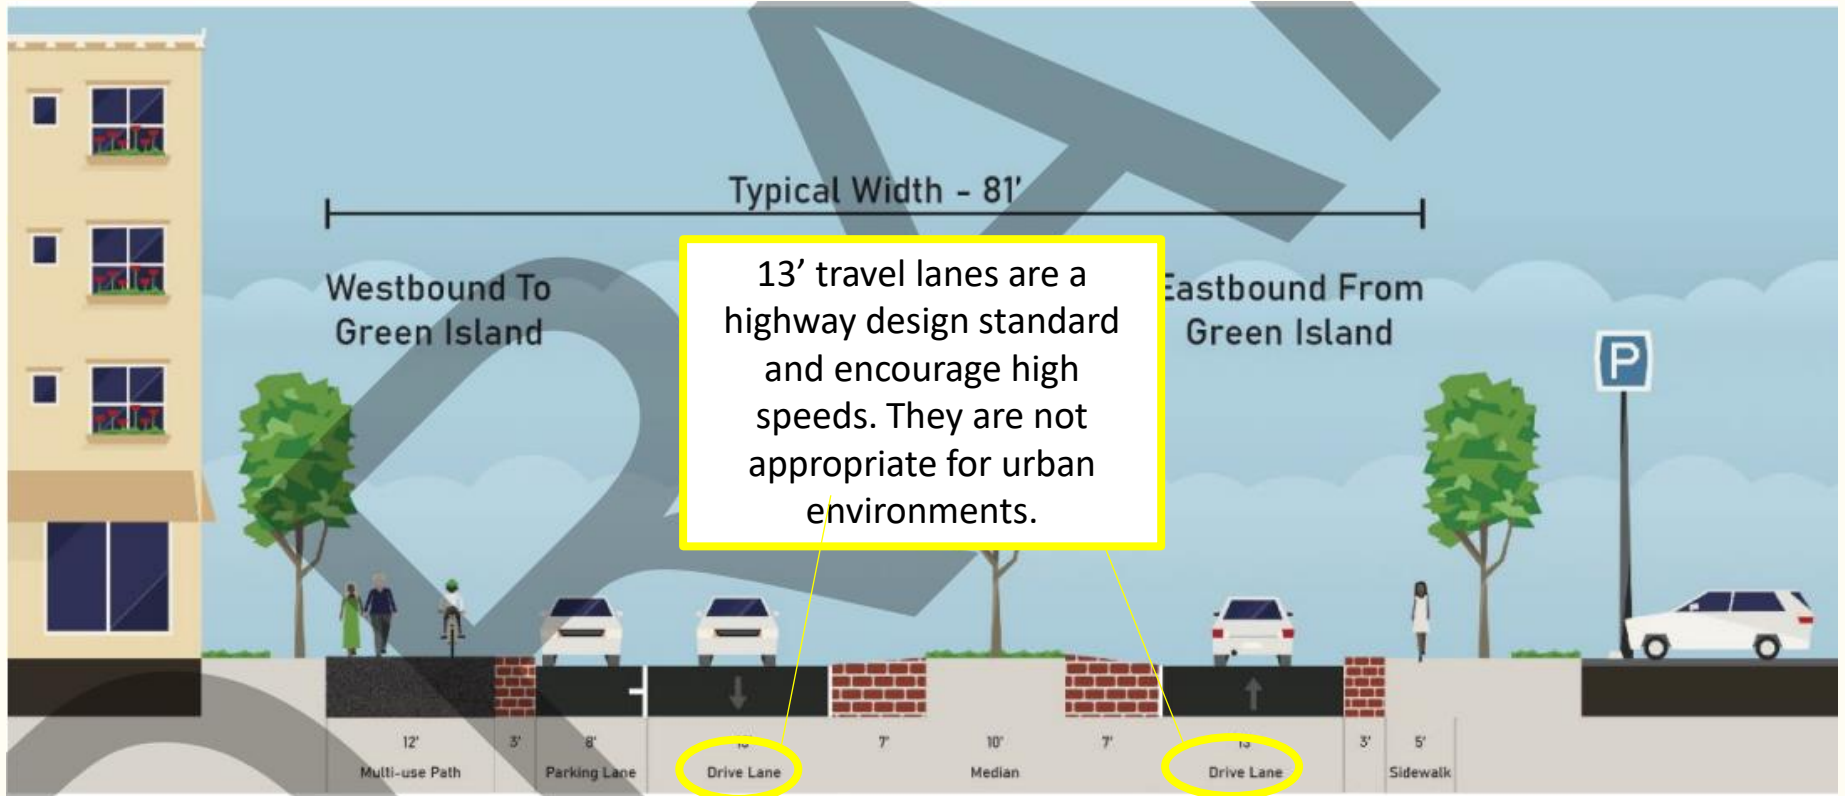 Typical Width - 81'
Westbound To
Green Island
13’ travel lanes are a
highway design standard
and encourage high
speeds. They are not
appropriate for urban
environments.
Eastbound From
Green Island
P
12' 3' 8' 13' 7' 10' 7' 13' 3' 5'
Multi-use Path Parking Lane Drive Lane Median Drive Lane Sidewalk